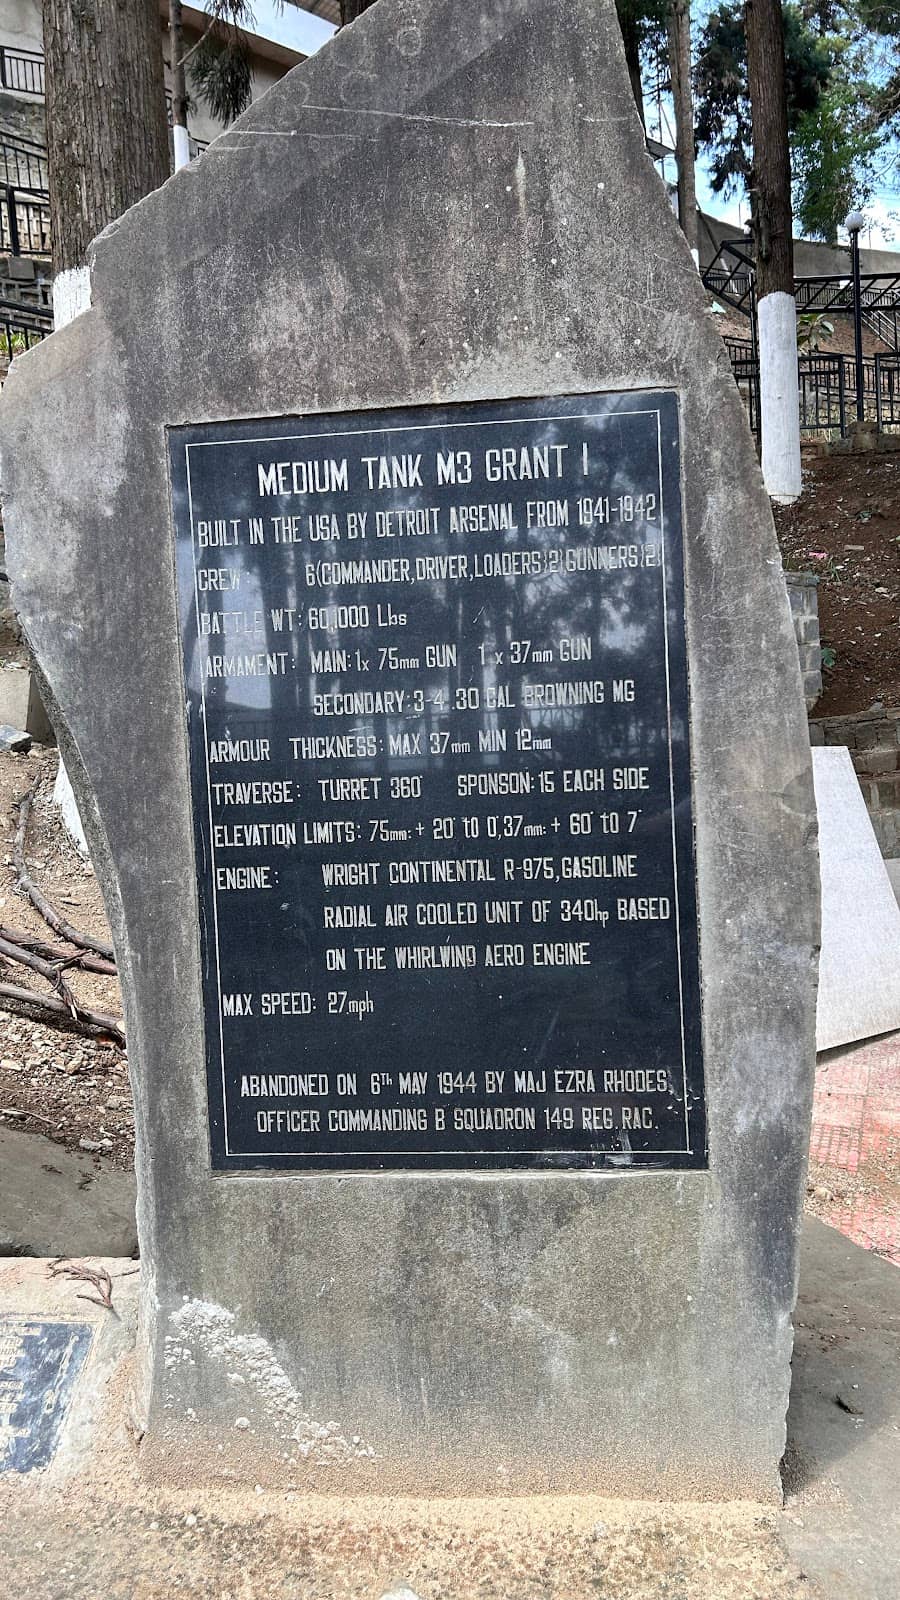 MEDIUM TANK M3 GRANT I
BUILT IN THE USA BY DETROIT ARSENAL FROM 1941-1942
CREW: 6(COMMANDER,DRIVER,LOADERS(2)GUNNERS(2)
BATTLE WT: 60,1000 Lbs
ARMAMENT: MAIN:1x 75mm GUN 1 x 37mm GUN
SECONDARY:3-4 .30 CAL BROWNING MG
ARMOUR THICKNESS: MAX 37mm MIN 12mm
TRAVERSE: TURRET 360° SPONSON:15 EACH SIDE
ELEVATION LIMITS: 75mm:+ 20° to 0,37mm:+ 60° to 7°
ENGINE: WRIGHT CONTINENTAL R-975,GASOLINE
RADIAL AIR COOLED UNIT OF 340hp BASED
ON THE WHIRLWIND AERO ENGINE
MAX SPEED: 27mph
ABANDONED ON 6Th MAY 1944 BY MAJ EZRA RHODES,
OFFICER COMMANDING B SQUADRON 149 REG.RAC.